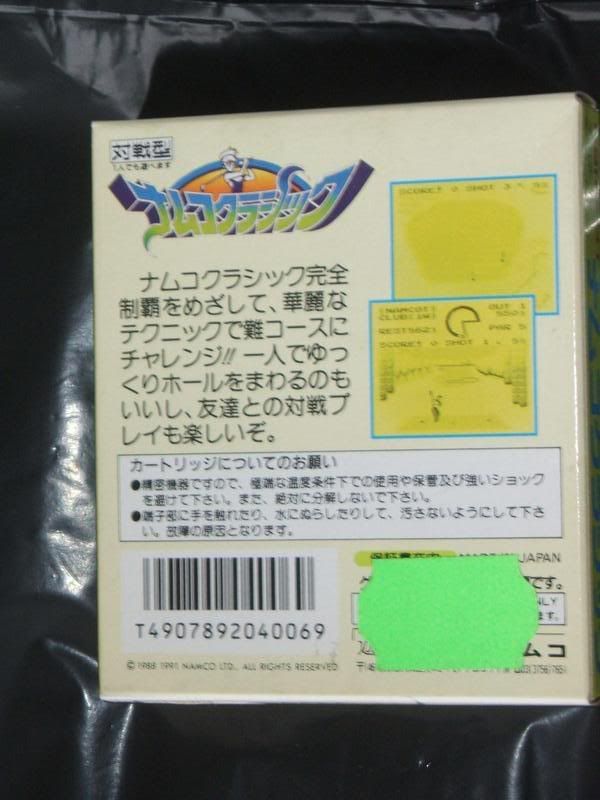 対戦型
1人でも遊べます
ナムコクラシック
SCORE: 0 SHOT
ナムコクラシック完全
制覇をめざして、華麗な
テクニックで難コースに
チャレンジ!! 一人でゆっ
くりホールをまわるのも
いいし、友達との対戦プ
レイも楽しいぞ。
(NAMCOT) OUT 1
CLUB(1W)
PAR 5
SCORE: 0 SHOT 1
カートリッジについてのお願い
●精密機器ですので、極端な温度条件下での使用や保管及び強いショック
を避けて下さい。また、絶対に分解しないで下さい。
●端子部に手を触れたり、水にぬらしたりして、汚さないようにして下さ
い。故障の原因となります。
JAPAN
です。
NLY
ます。
T4907892040069
ムコ
© 1988 1991 NAMCO LTD., ALL RIGHTS RESERVED